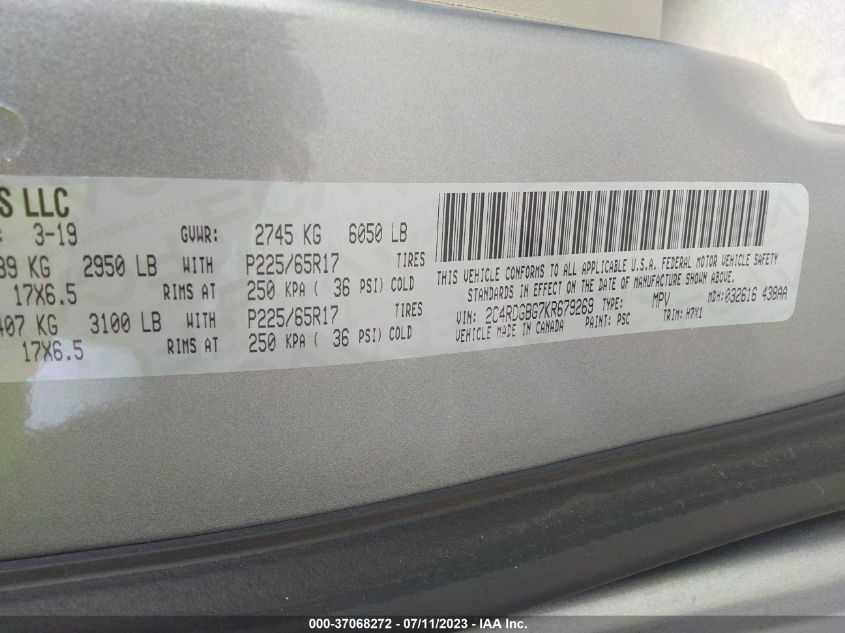 S LLC
3-19 GVWR: 2745 KG 6050 LB
89 KG 2950 LB WITH P225/65R17 TIRES
17X6.5 RIMS AT 250 KPA ( 36 PSI) COLD
407 KG 3100 LB WITH P225/65R17 TIRES
17X6.5 RIMS AT 250 KPA ( 36 PSI) COLD
THIS VEHICLE CONFORMS TO ALL APPLICABLE U.S.A. FEDERAL MOTOR VEHICLE SAFETY
STANDARDS IN EFFECT ON THE DATE OF MANUFACTURE SHOWN ABOVE.
VIN: 2C4RDGBG7KR679269 TYPE: MPV MDH:032616 438AA
VEHICLE MADE IN CANADA PAINT: PSC TRIM: H7X1
000-37068272 - 07/11/2023 - IAA Inc.